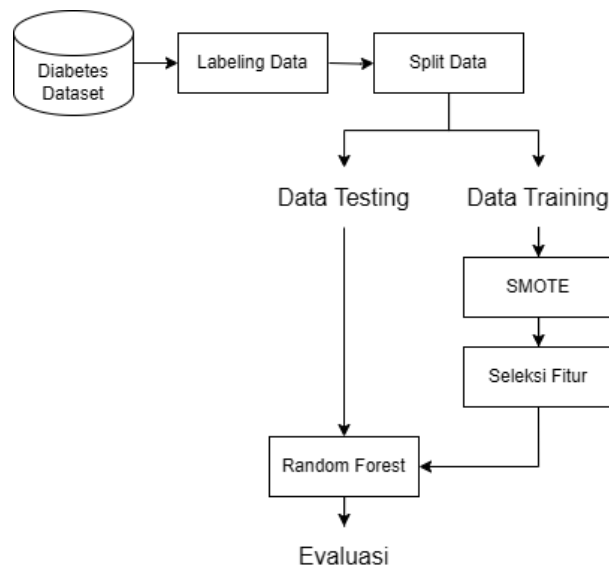 Diabetes
Dataset
Labeling Data
Split Data
Data Testing
Data Training
SMOTE
Seleksi Fitur
Random Forest
Evaluasi